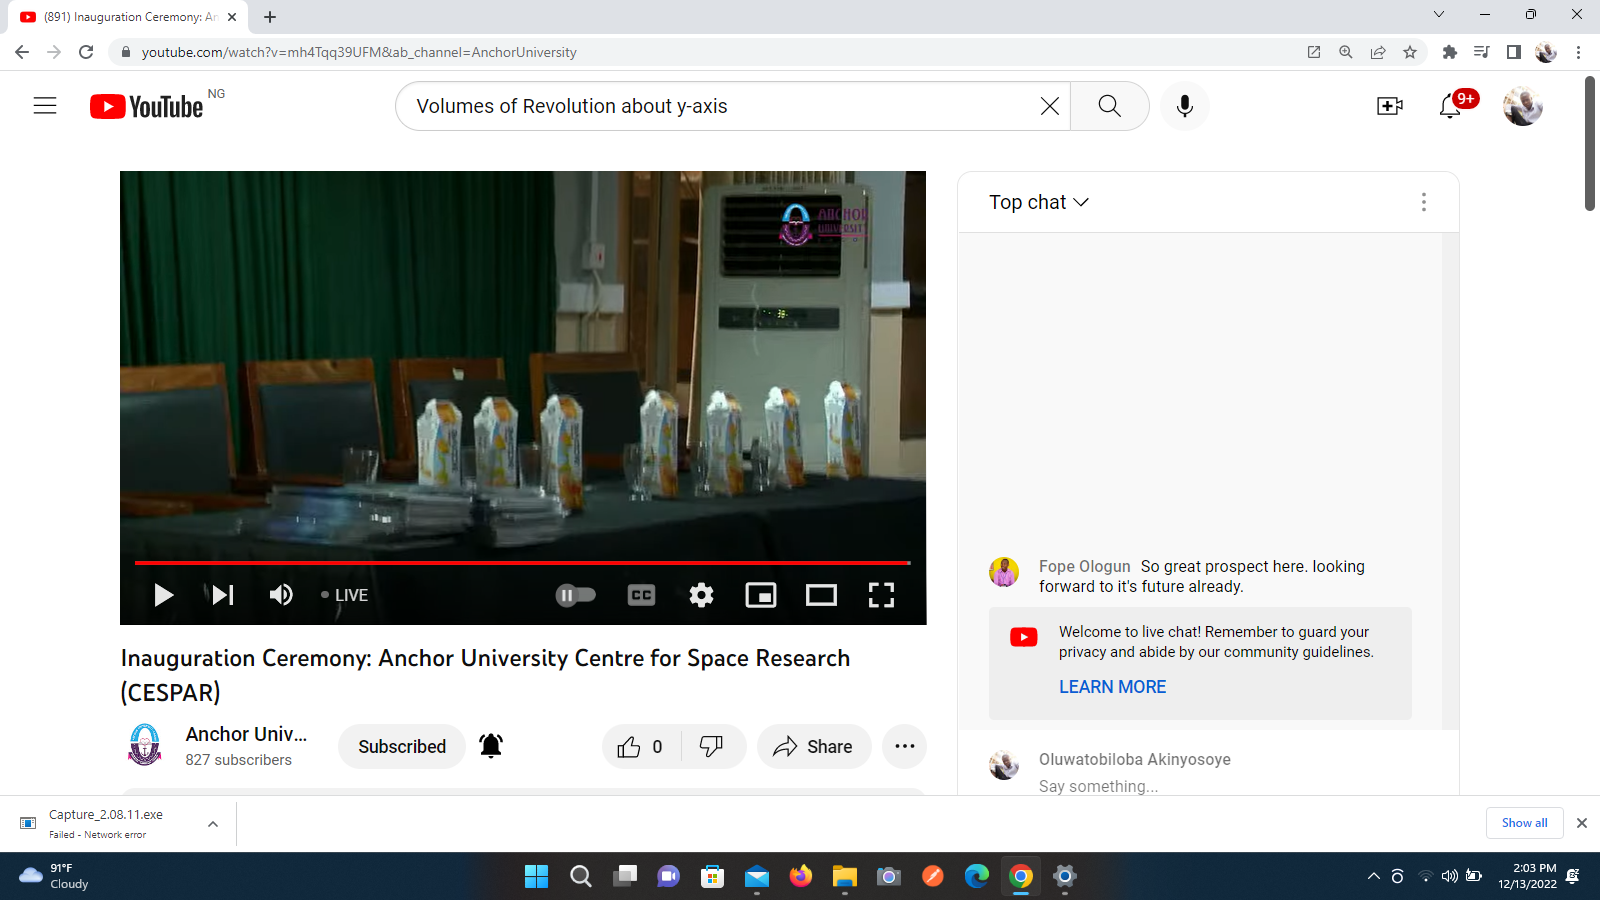 (891) Inauguration Ceremony: An
youtube.com/watch?v=mh4Tqq39UFM&ab_channel=AnchorUniversity
YouTube NG
Volumes of Revolution about y-axis
9+
ANCHOR
UNIVERSITY
38
LIVE
CC
Inauguration Ceremony: Anchor University Centre for Space Research
(CESPAR)
Anchor Univ...
827 subscribers
Subscribed
0
Share
Top chat
Fope Ologun So great prospect here. looking
forward to it's future already.
Welcome to live chat! Remember to guard your
privacy and abide by our community guidelines.
LEARN MORE
Oluwatobiloba Akinyosoye
Say something...
Capture_2.08.11.exe
Failed - Network error
Show all
91°F
Cloudy
2:03 PM
12/13/2022